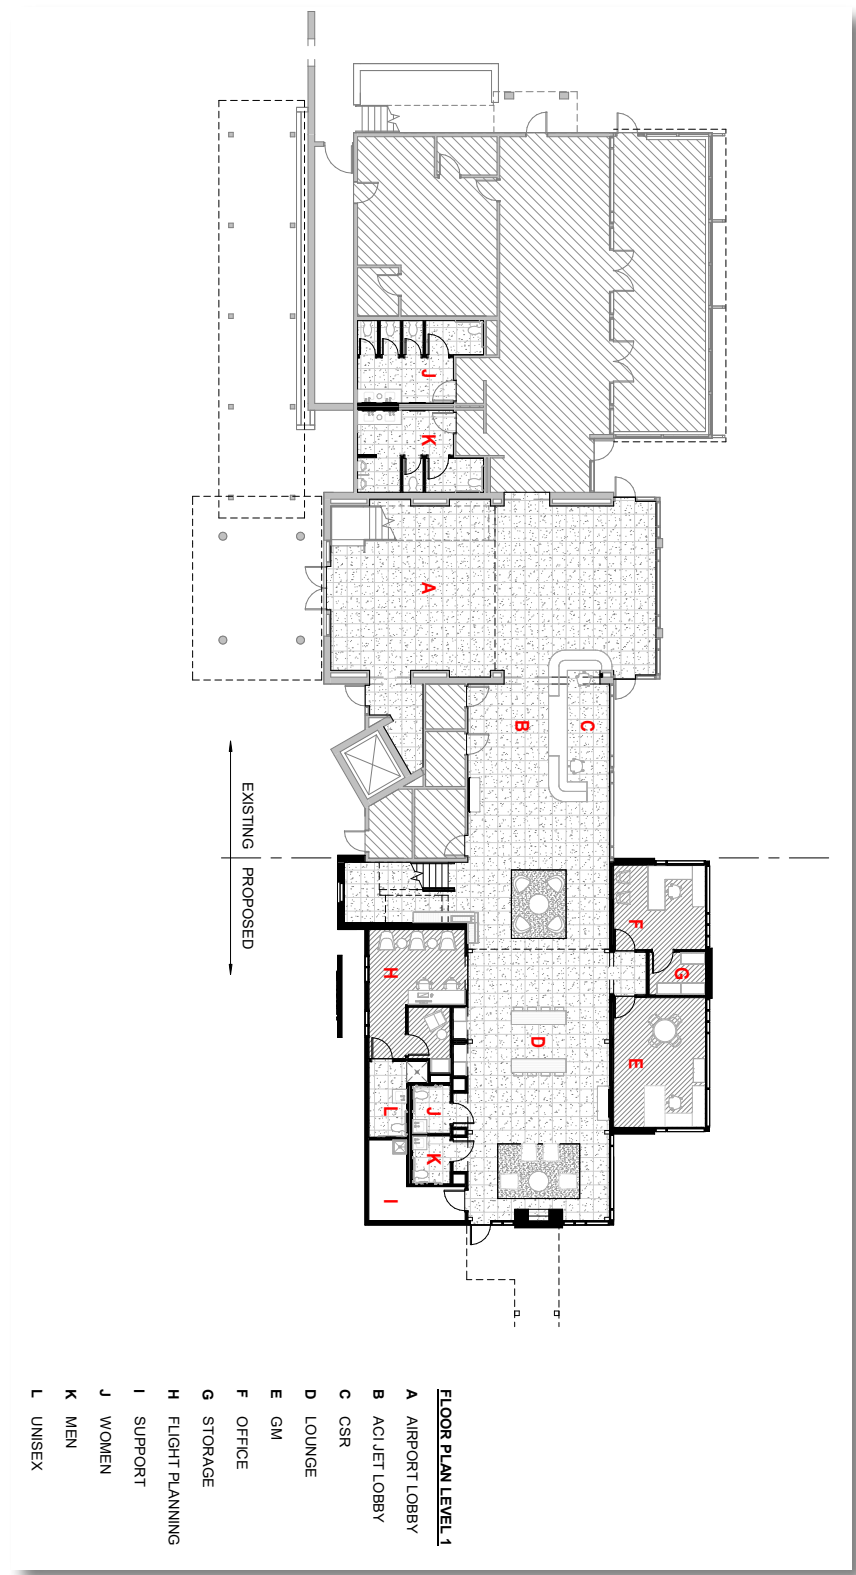 G
F
E
C
D
B
J
K
A
J
K
H
L
I
EXISTING PROPOSED
FLOOR PLAN LEVEL 1
A AIRPORT LOBBY
B ACI JET LOBBY
C CSR
D LOUNGE
E GM
F OFFICE
G STORAGE
H FLIGHT PLANNING
I SUPPORT
J WOMEN
K MEN
L UNISEX